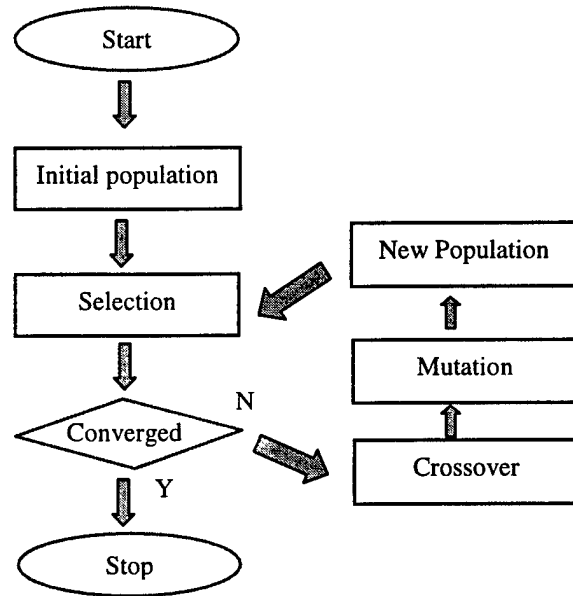 Start
Initial population
Selection
Converged
N
Y
Stop
New Population
Mutation
Crossover